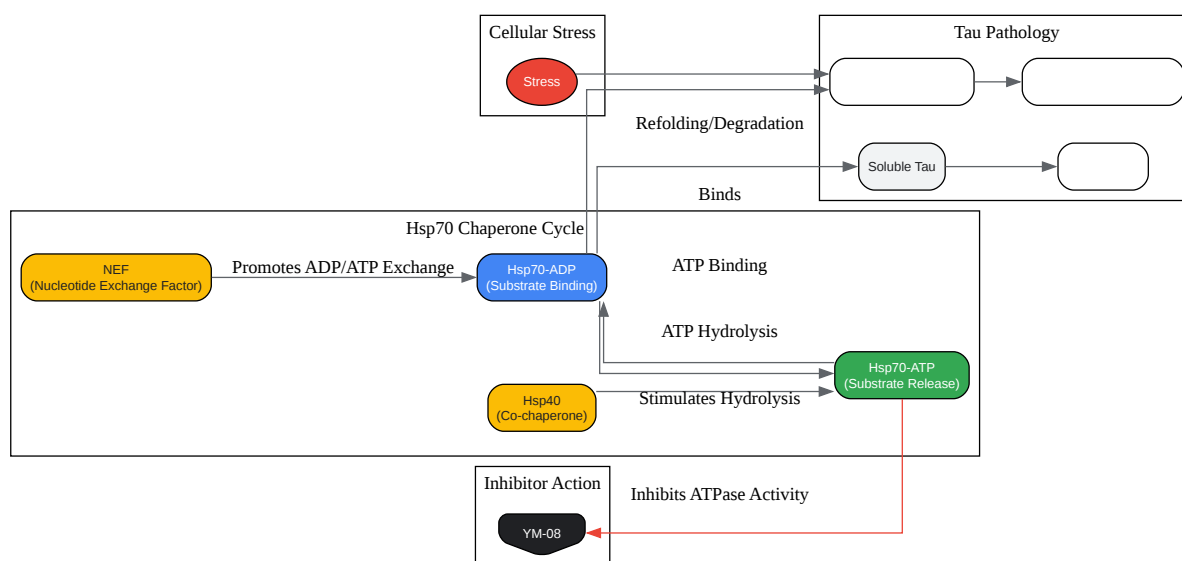 Cellular Stress
Stress
Tau Pathology
Refolding/Degradation
Soluble Tau
Binds
Hsp70 Chaperone Cycle
NEF
(Nucleotide Exchange Factor)
Promotes ADP/ATP Exchange
Hsp70-ADP
(Substrate Binding)
ATP Binding
ATP Hydrolysis
Hsp70-ATP
(Substrate Release)
Hsp40
(Co-chaperone)
Stimulates Hydrolysis
Inhibitor Action
YM-08
Inhibits ATPase Activity